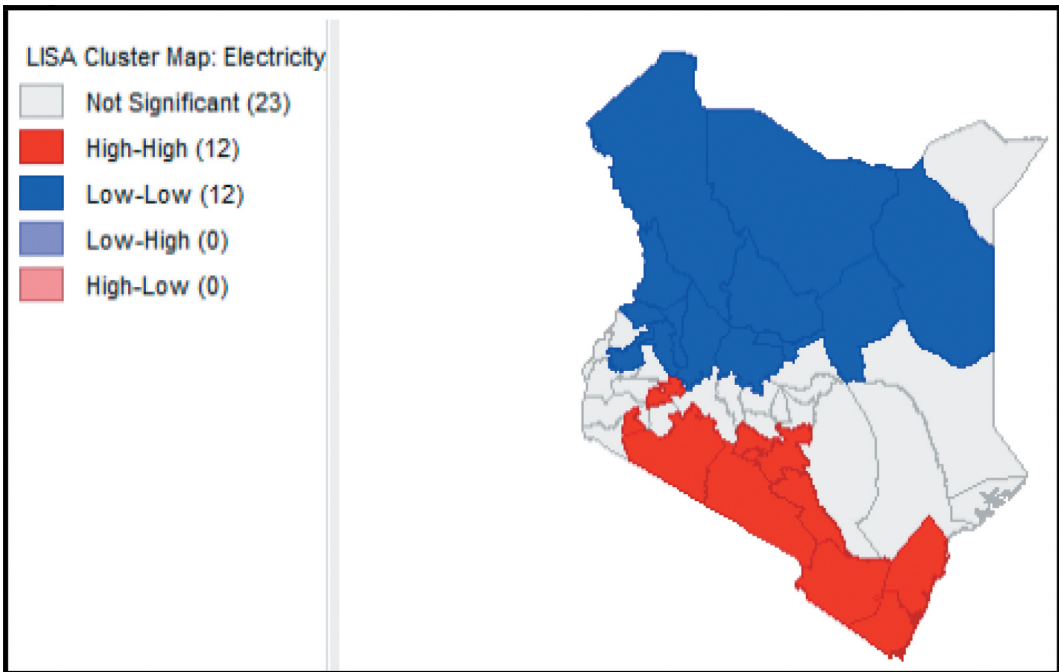 LISA Cluster Map: Electricity
Not Significant (23)
High-High (12)
Low-Low (12)
Low-High (0)
High-Low (0)